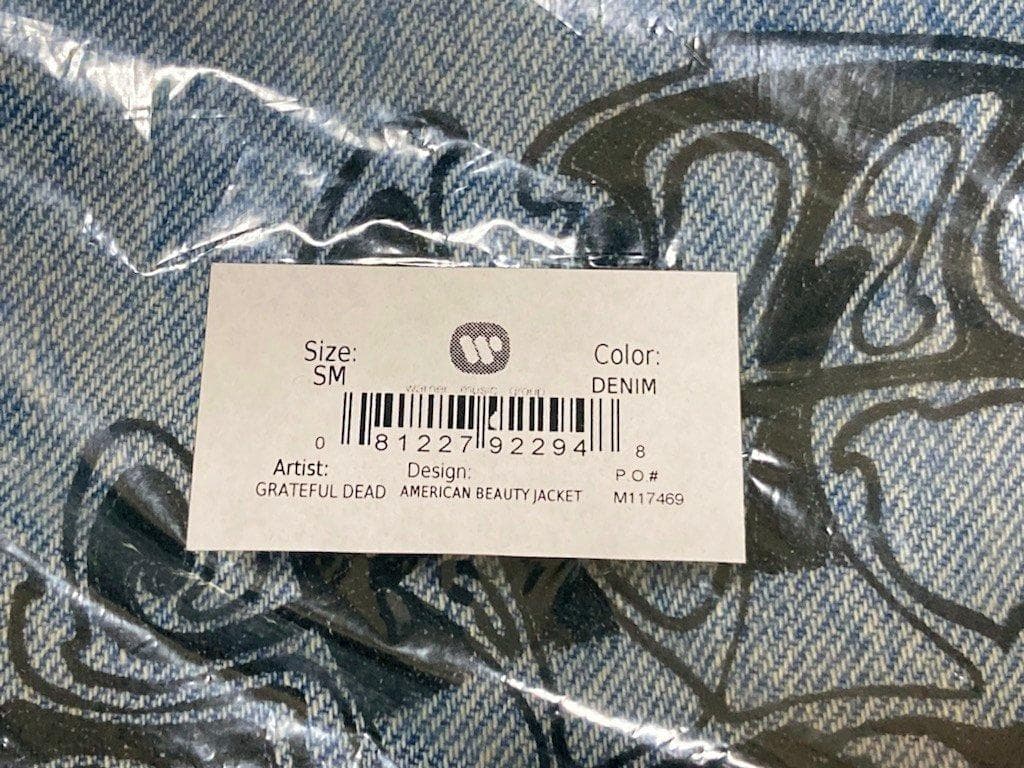 Size:
SM
Color:
DENIM
warner music group
0 81227 92294 8
Artist:
GRATEFUL DEAD
Design:
AMERICAN BEAUTY JACKET
P.O.#
M117469